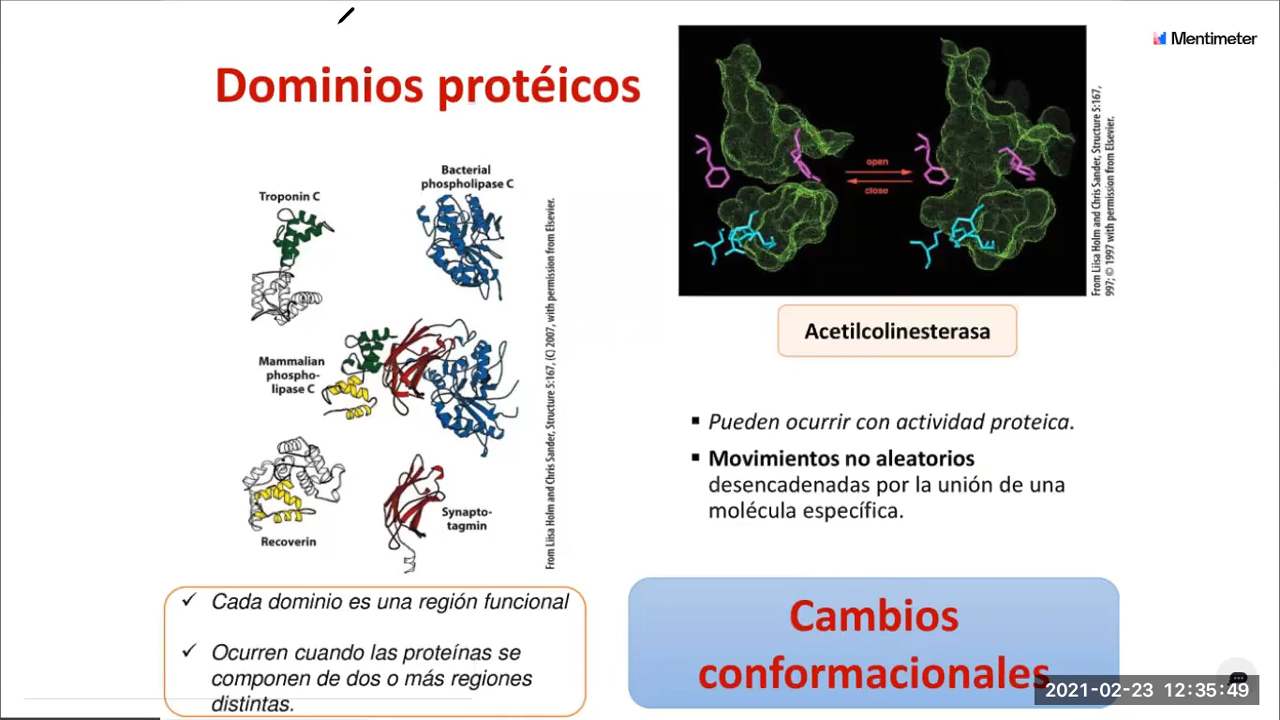 Mentimeter
Dominios protéicos
Troponin C
Bacterial
phospholipase C
Mammalian
phospho-
lipase C
Recoverin
Synapto-
tagmin
From Liisa Holm and Chris Sander, Structure 5:167, (C) 2007, with permission from Elsevier.
✓ Cada dominio es una región funcional
✓ Ocurren cuando las proteínas se
componen de dos o más regiones
distintas.
open
close
From Liisa Holm and Chris Sander, Structure 5:167,
997; © 1997 with permission from Elsevier.
Acetilcolinesterasa
▪ Pueden ocurrir con actividad proteica.
▪ Movimientos no aleatorios
desencadenadas por la unión de una
molécula específica.
Cambios
conformacionales
2021-02-23 12:35:49